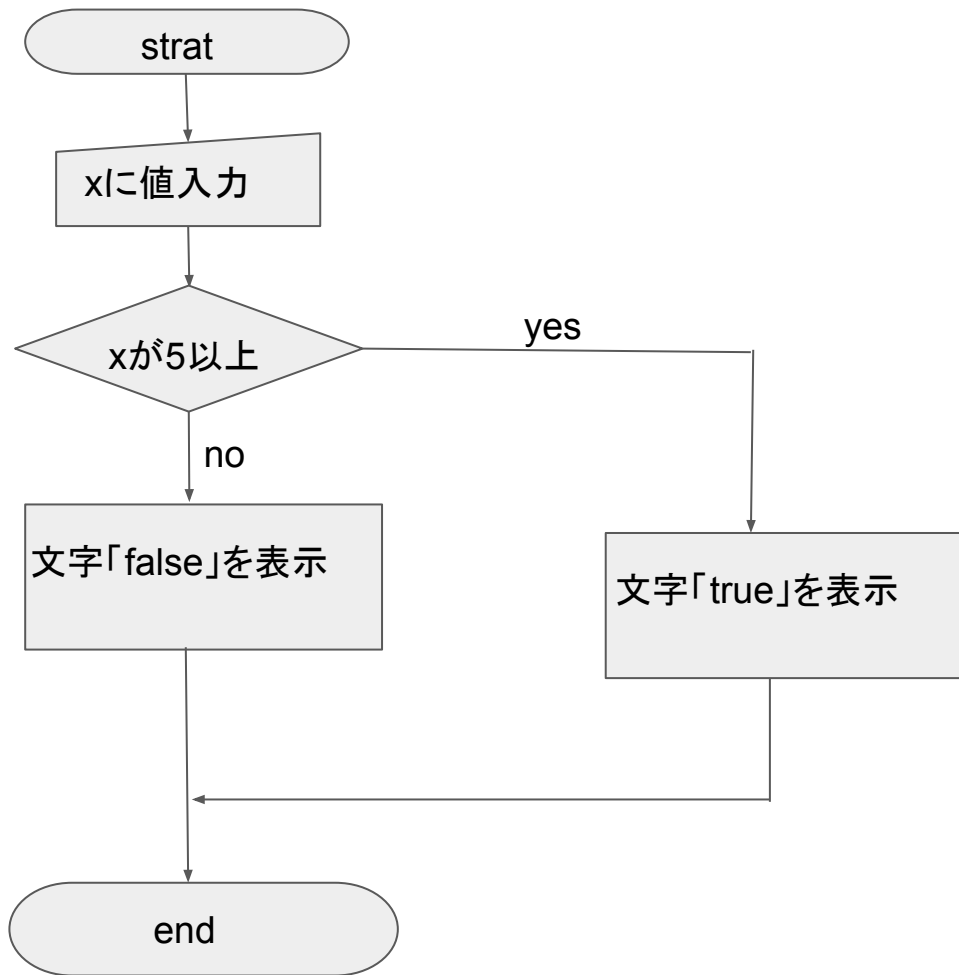 strat
xに値入力
xが5以上
yes
no
文字｢false｣を表示
文字｢true｣を表示
end